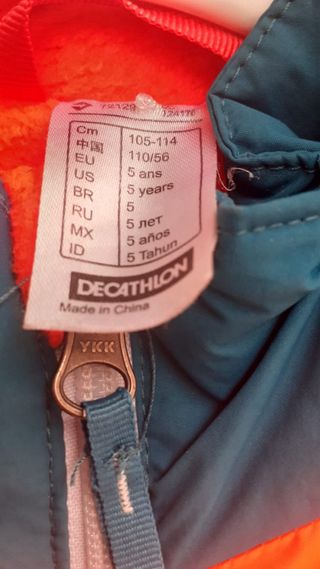 Cm 105-114
中国 110/56
EU 5 ans
US 5 years
BR 5
RU 5 лет
MX 5 años
ID 5 Tahun
DECATHLON
Made in China
YKK